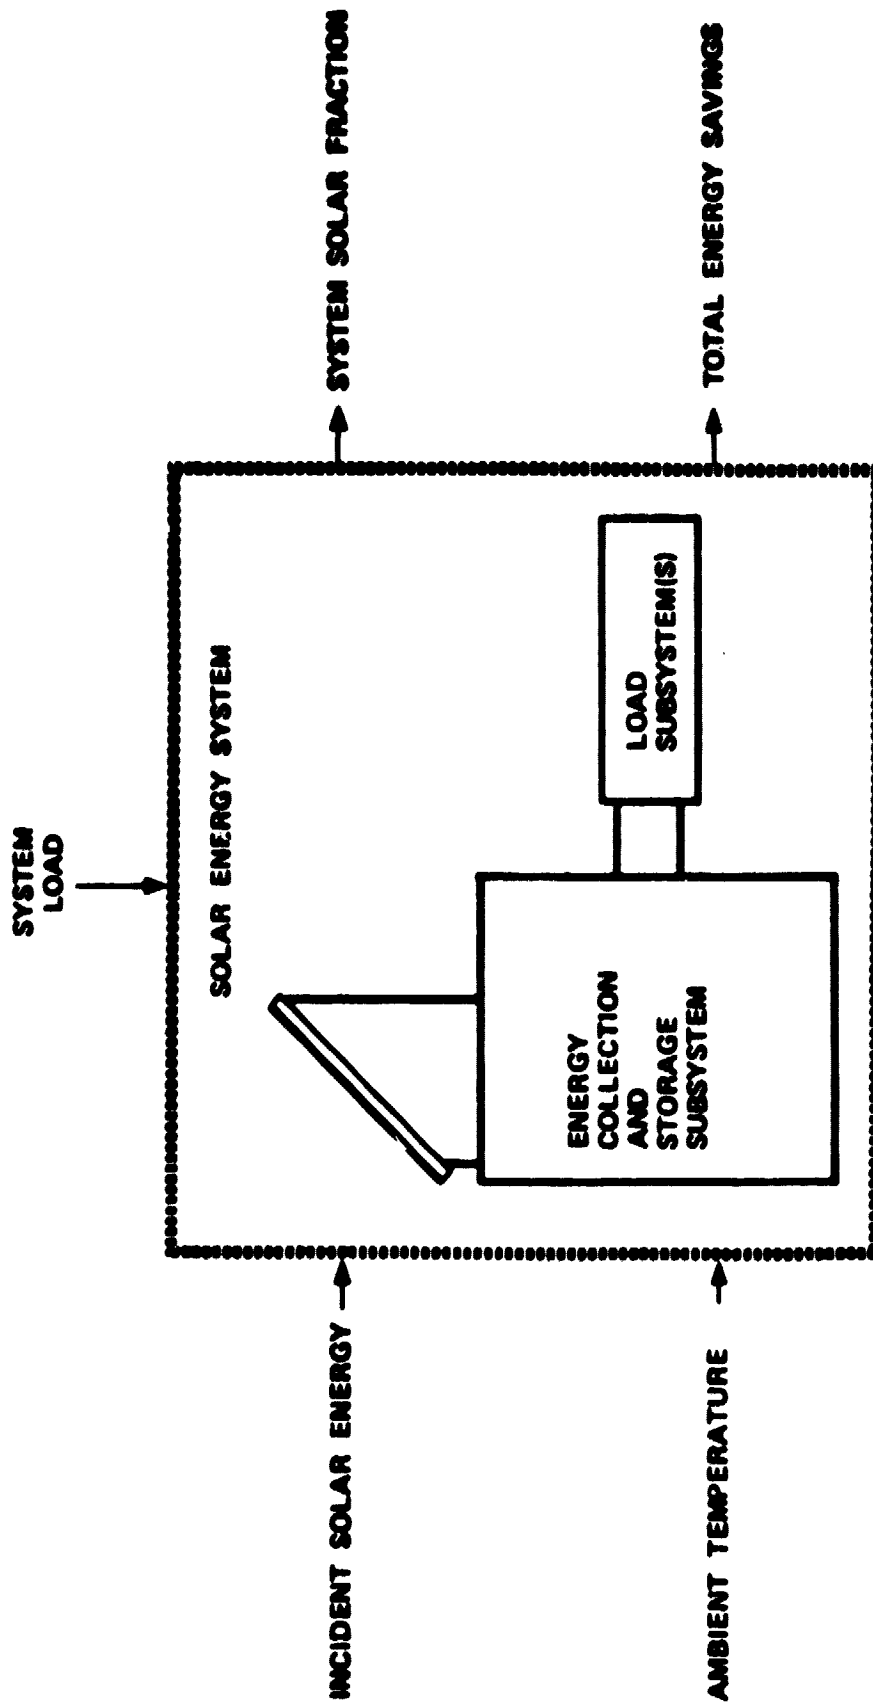 SYSTEM
LOAD
SOLAR ENERGY SYSTEM
INCIDENT SOLAR ENERGY
SYSTEM SOLAR FRACTION
ENERGY
COLLECTION
AND
STORAGE
SUBSYSTEM
LOAD
SUBSYSTEM(S)
AMBIENT TEMPERATURE
TOTAL ENERGY SAVINGS